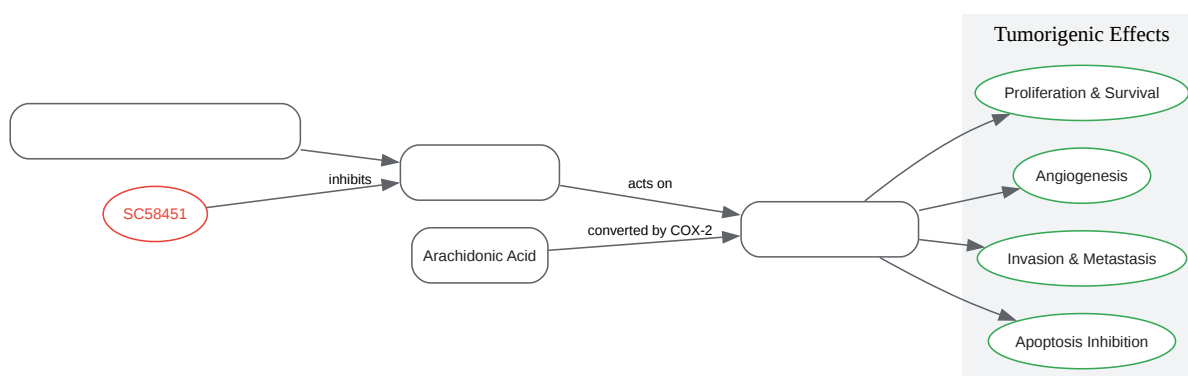 Tumorigenic Effects
Proliferation & Survival
inhibits
SC58451
acts on
Angiogenesis
converted by COX-2
Arachidonic Acid
Invasion & Metastasis
Apoptosis Inhibition